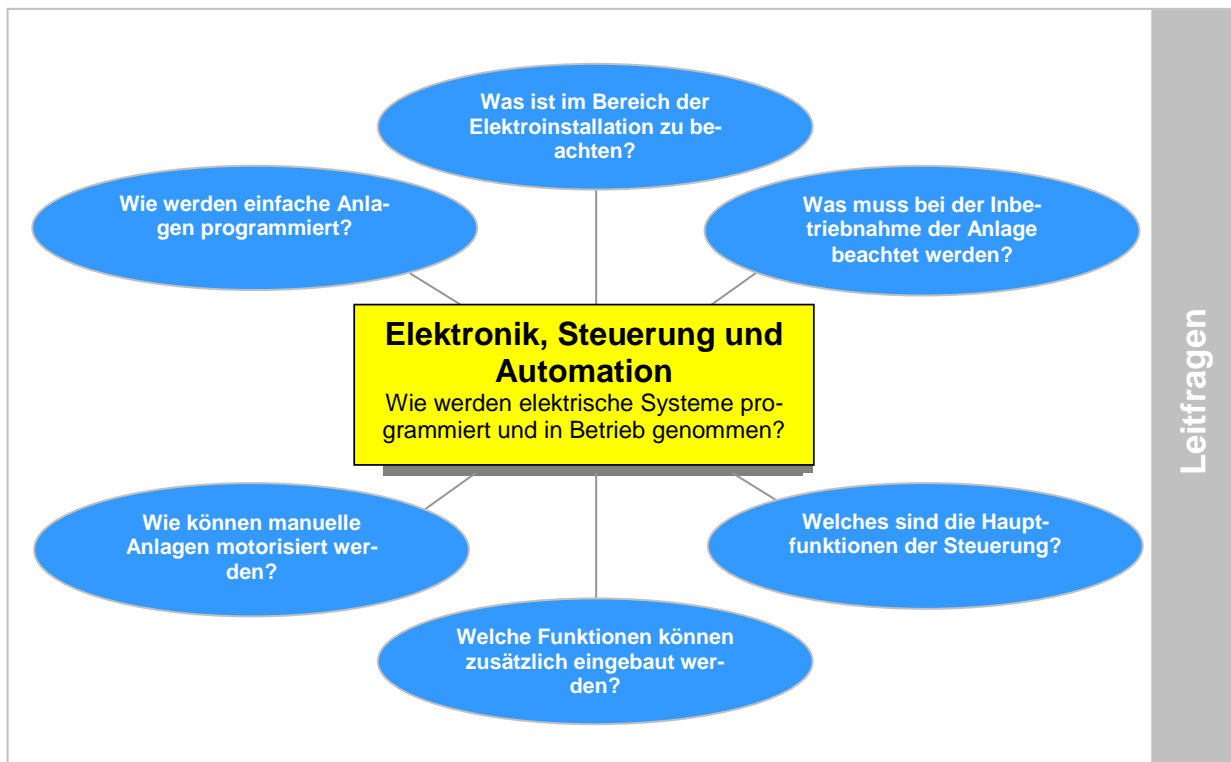 Was ist im Bereich der
Elektroinstallation zu be-
achten?
Wie werden einfache Anla-
gen programmiert?
Was muss bei der Inbe-
triebnahme der Anlage
beachtet werden?
Elektronik, Steuerung und
Automation
Wie werden elektrische Systeme pro-
grammiert und in Betrieb genommen?
Wie können manuelle
Anlagen motorisiert wer-
den?
Welches sind die Haupt-
funktionen der Steuerung?
Welche Funktionen können
zusätzlich eingebaut wer-
den?
Leitfragen